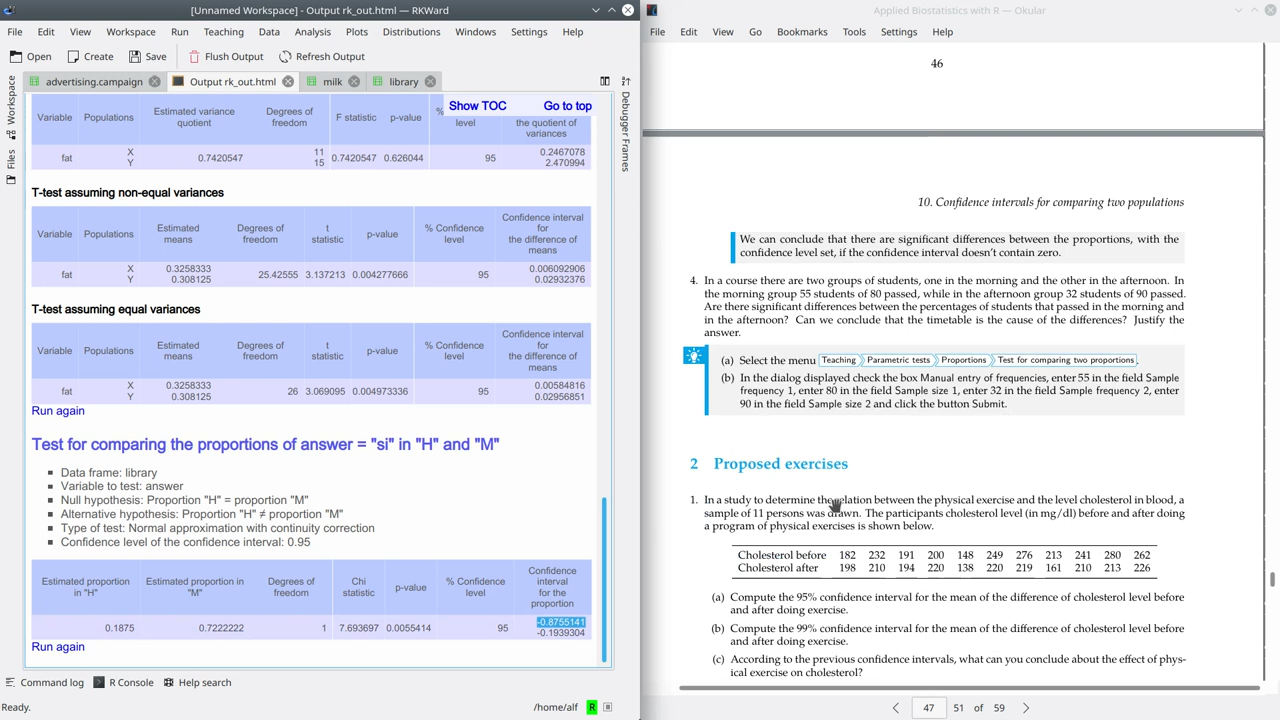 [Unnamed Workspace] - Output rk_out.html — RKWard
File Edit View Workspace Run Teaching Data Analysis Plots Distributions Windows Settings Help
Open Create Save Flush Output Refresh Output
advertising.campaign Output rk_out.html milk library
Workspace
Files
Debugger Frames
Show TOC Go to top
Variable Populations Estimated variance quotient Degrees of freedom F statistic p-value % level the quotient of variances
fat X Y 0.7420547 11 15 0.7420547 0.626044 95 0.2467078 2.470994
T-test assuming non-equal variances
Variable Populations Estimated means Degrees of freedom t statistic p-value % Confidence level Confidence interval for the difference of means
fat X Y 0.3258333 0.308125 25.42555 3.137213 0.004277666 95 0.006092906 0.02932376
T-test assuming equal variances
Variable Populations Estimated means Degrees of freedom t statistic p-value % Confidence level Confidence interval for the difference of means
fat X Y 0.3258333 0.308125 26 3.069095 0.004973336 95 0.00584816 0.02956851
Run again
Test for comparing the proportions of answer = "si" in "H" and "M"
Data frame: library
Variable to test: answer
Null hypothesis: Proportion "H" = proportion "M"
Alternative hypothesis: Proportion "H" ≠ proportion "M"
Type of test: Normal approximation with continuity correction
Confidence level of the confidence interval: 0.95
Estimated proportion in "H" Estimated proportion in "M" Degrees of freedom Chi statistic p-value % Confidence level Confidence interval for the proportion
0.1875 0.7222222 1 7.693697 0.0055414 95 -0.8755141 -0.1939304
Run again
Command log R Console Help search
Ready. /home/alf R
Applied Biostatistics with R — Okular
File Edit View Go Bookmarks Tools Settings Help
46
10. Confidence intervals for comparing two populations
We can conclude that there are significant differences between the proportions, with the
confidence level set, if the confidence interval doesn't contain zero.
4. In a course there are two groups of students, one in the morning and the other in the afternoon. In
the morning group 55 students of 80 passed, while in the afternoon group 32 students of 90 passed.
Are there significant differences between the percentages of students that passed in the morning and
in the afternoon? Can we conclude that the timetable is the cause of the differences? Justify the
answer.
(a) Select the menu Teaching Parametric tests Proportions Test for comparing two proportions.
(b) In the dialog displayed check the box Manual entry of frequencies, enter 55 in the field Sample
frequency 1, enter 80 in the field Sample size 1, enter 32 in the field Sample frequency 2, enter
90 in the field Sample size 2 and click the button Submit.
2 Proposed exercises
1. In a study to determine the relation between the physical exercise and the level cholesterol in blood, a
sample of 11 persons was drawn. The participants cholesterol level (in mg/dl) before and after doing
a program of physical exercises is shown below.
Cholesterol before 182 232 191 200 148 249 276 213 241 280 262
Cholesterol after 198 210 194 220 138 220 219 161 210 213 226
(a) Compute the 95% confidence interval for the mean of the difference of cholesterol level before
and after doing exercise.
(b) Compute the 99% confidence interval for the mean of the difference of cholesterol level before
and after doing exercise.
(c) According to the previous confidence intervals, what can you conclude about the effect of phys-
ical exercise on cholesterol?
47 51 of 59